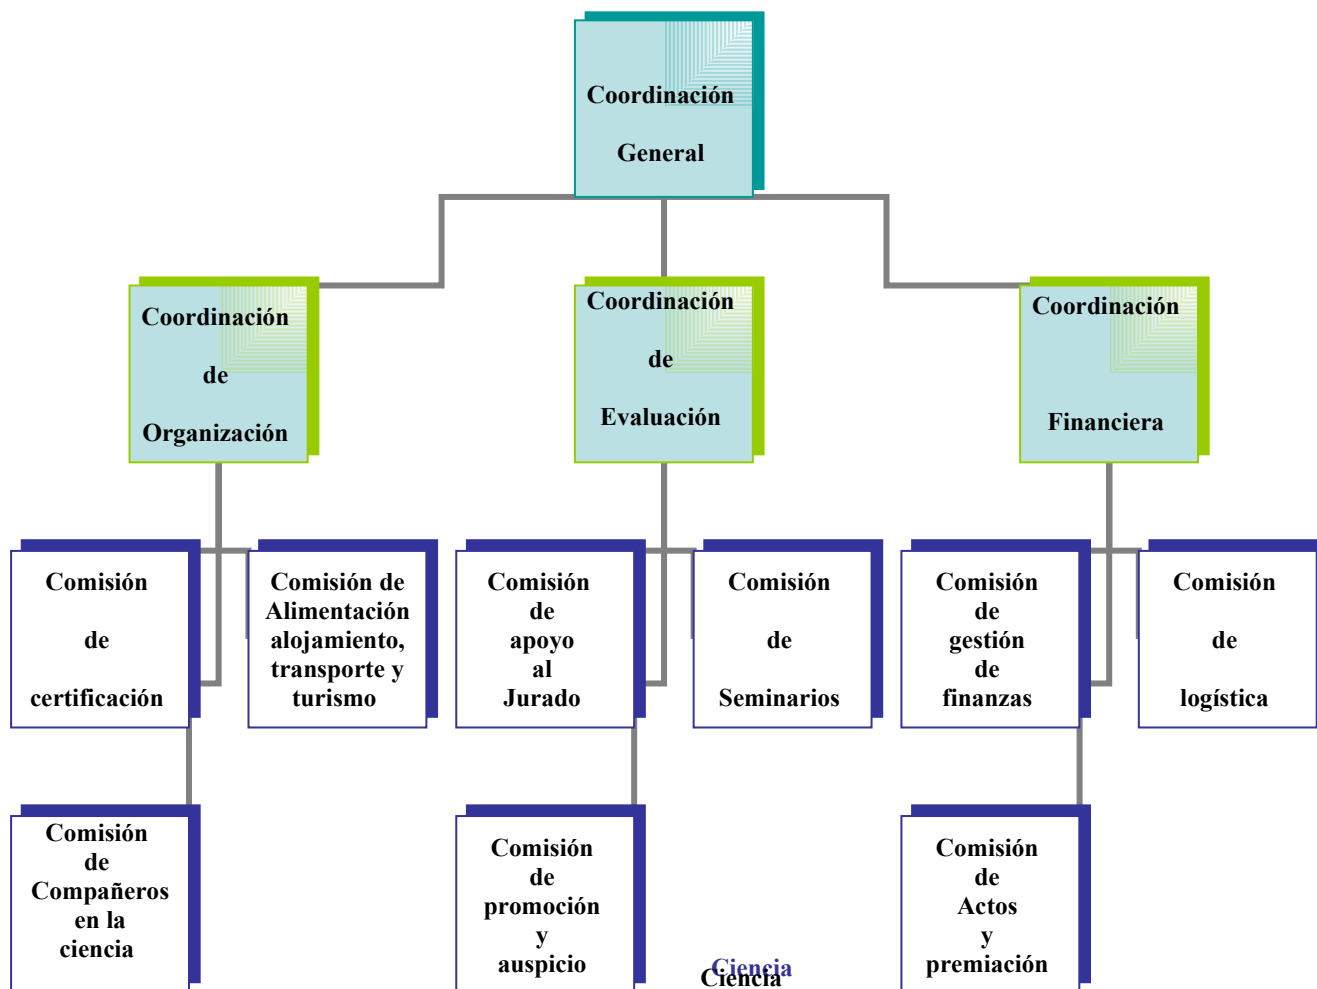 Coordinación
General
Coordinación
de
Organización
Coordinación
de
Evaluación
Coordinación
Financiera
Comisión
de
certificación
Comisión de
Alimentación
alojamiento,
transporte y
turismo
Comisión
de
apoyo
al
Jurado
Comisión
de
Seminarios
Comisión
de
gestión
de
finanzas
Comisión
de
logística
Comisión
de
Compañeros
en la
ciencia
Comisión
de
promoción
y
auspicio
Comisión
de
Actos
y
premiación
Ciencia
Ciencia